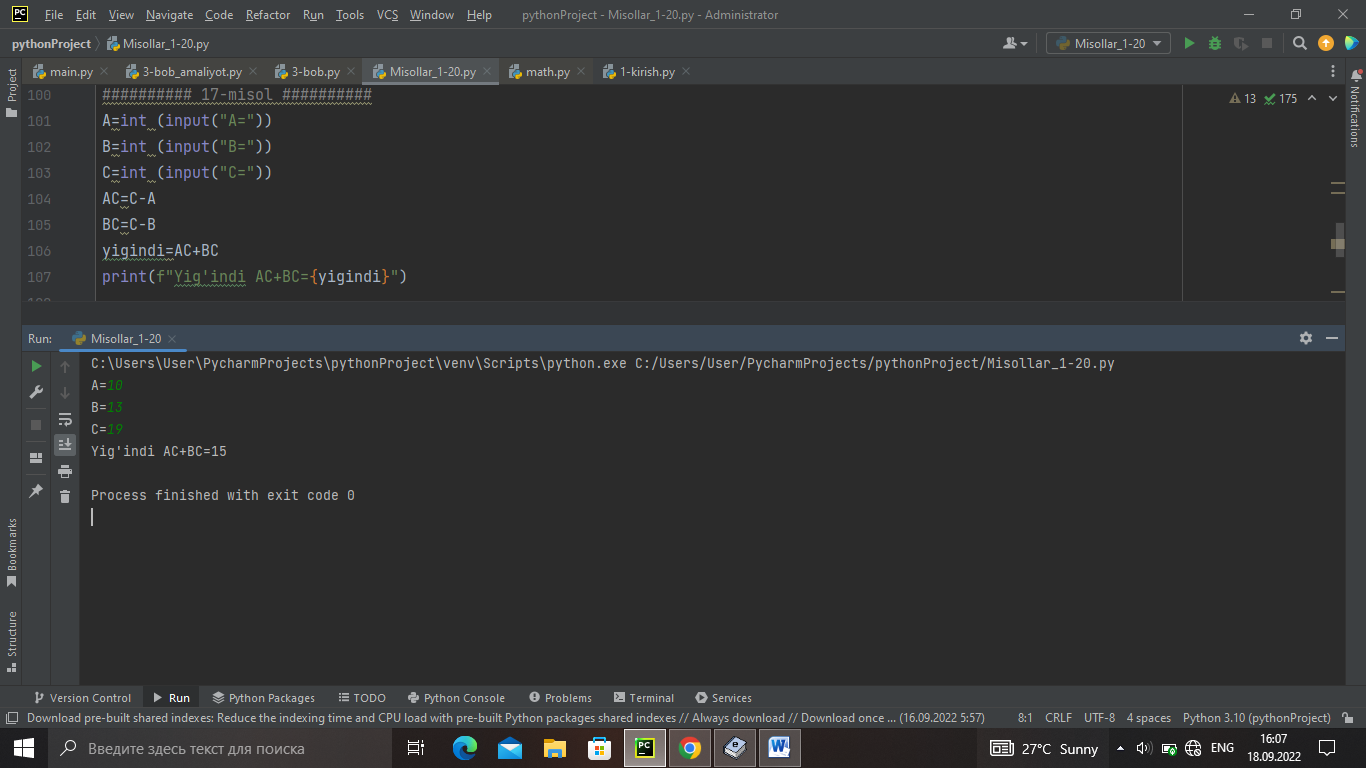 PC File Edit View Navigate Code Refactor Run Tools VCS Window Help pythonProject - Misollar_1-20.py - Administrator
pythonProject Misollar_1-20.py Misollar_1-20
main.py 3-bob_amaliyot.py 3-bob.py Misollar_1-20.py math.py 1-kirish.py
Project
Notifications
13 175
100 ########## 17-misol ##########
101 A=int (input("A="))
102 B=int (input("B="))
103 C=int (input("C="))
104 AC=C-A
105 BC=C-B
106 yigindi=AC+BC
107 print(f"Yig'indi AC+BC={yigindi}")
Run: Misollar_1-20
C:\Users\User\PycharmProjects\pythonProject\venv\Scripts\python.exe C:/Users/User/PycharmProjects/pythonProject/Misollar_1-20.py
A=10
B=13
C=19
Yig'indi AC+BC=15
Process finished with exit code 0
Bookmarks
Structure
Version Control Run Python Packages TODO Python Console Problems Terminal Services
Download pre-built shared indexes: Reduce the indexing time and CPU load with pre-built Python packages shared indexes // Always download // Download once ... (16.09.2022 5:57) 8:1 CRLF UTF-8 4 spaces Python 3.10 (pythonProject)
Введите здесь текст для поиска PC W 27°C Sunny ENG 16:07
18.09.2022